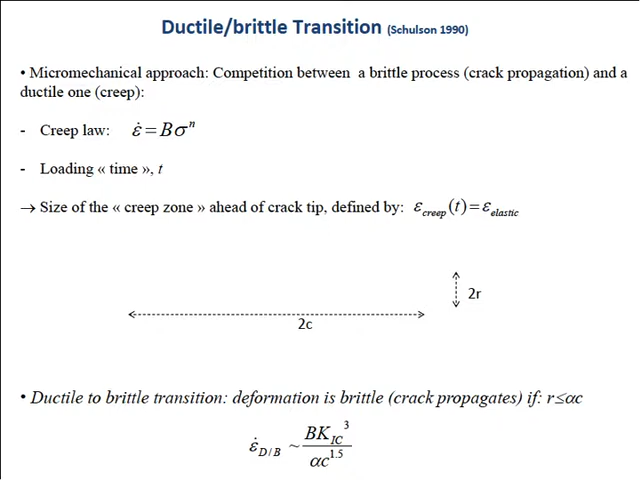 Ductile/brittle Transition (Schulson 1990)
• Micromechanical approach: Competition between a brittle process (crack propagation) and a
ductile one (creep):
- Creep law: ε̇ = Bσⁿ
- Loading « time », t
→ Size of the « creep zone » ahead of crack tip, defined by: ε_creep (t) = ε_elastic
2r
2c
• Ductile to brittle transition: deformation is brittle (crack propagates) if: r≤αc
ε̇_D/B ~ BK_IC³ / αc^1.5